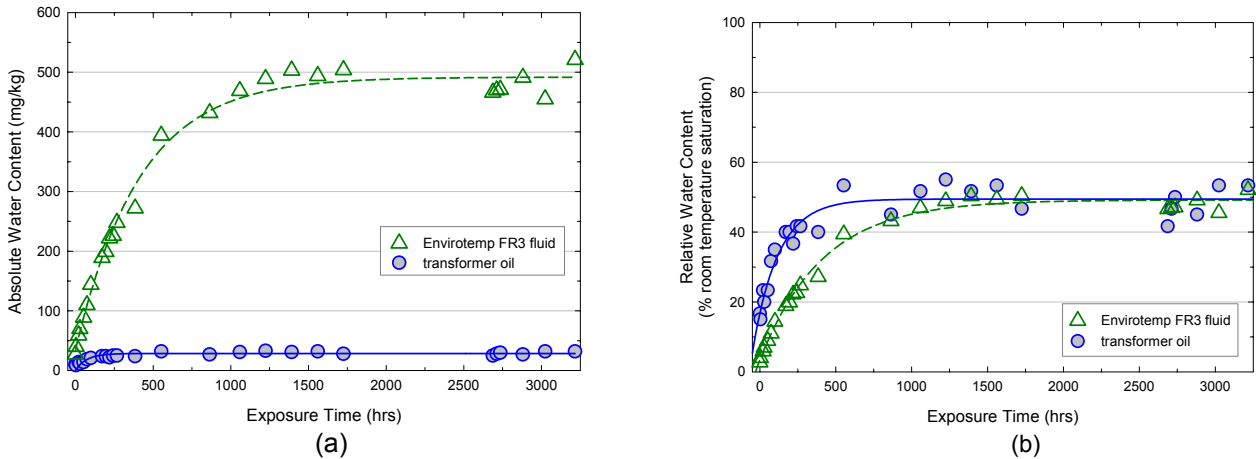 600
500
400
300
200
100
0
Absolute Water Content (mg/kg)
Envirotemp FR3 fluid
transformer oil
0 500 1000 1500 2000 2500 3000
Exposure Time (hrs)
(a)
100
80
60
40
20
0
Relative Water Content
(% room temperature saturation)
Envirotemp FR3 fluid
transformer oil
0 500 1000 1500 2000 2500 3000
Exposure Time (hrs)
(b)